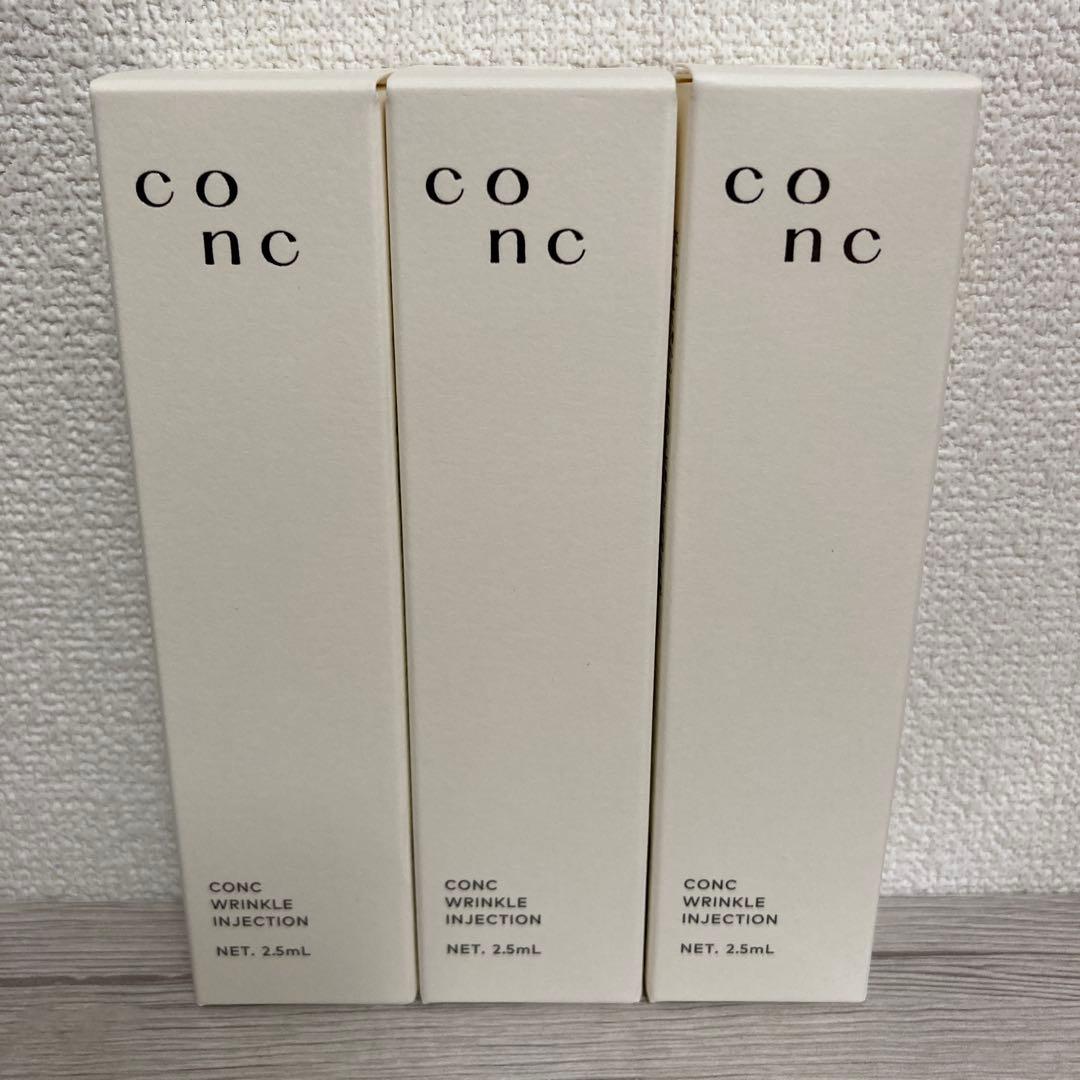 co
nc
CONC
WRINKLE
INJECTION
NET. 2.5mL
co
nc
CONC
WRINKLE
INJECTION
NET. 2.5mL
co
nc
CONC
WRINKLE
INJECTION
NET. 2.5mL